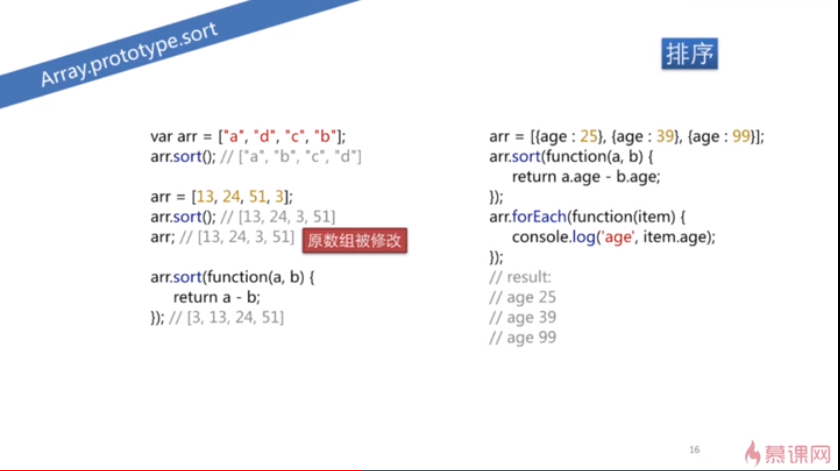 Array.prototype.sort
排序
var arr = ["a", "d", "c", "b"];
arr.sort(); // ["a", "b", "c", "d"]
arr = [13, 24, 51, 3];
arr.sort(); // [13, 24, 3, 51]
arr; // [13, 24, 3, 51]
原数组被修改
arr.sort(function(a, b) {
return a - b;
}); // [3, 13, 24, 51]
arr = [{age : 25}, {age : 39}, {age : 99}];
arr.sort(function(a, b) {
return a.age - b.age;
});
arr.forEach(function(item) {
console.log('age', item.age);
});
// result:
// age 25
// age 39
// age 99
16
慕课网